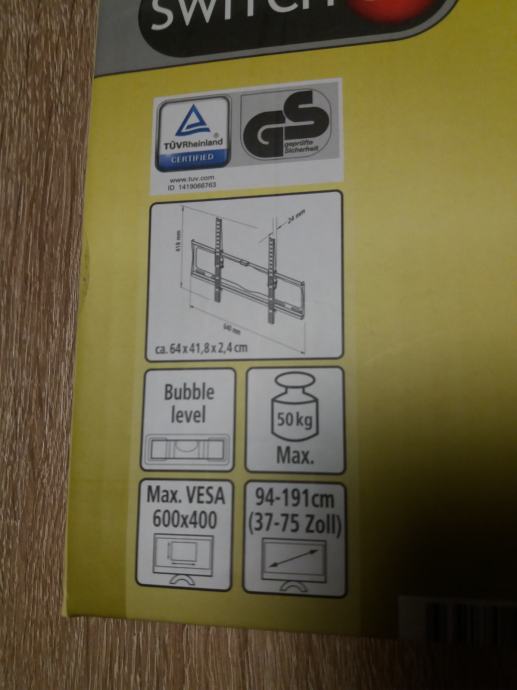 SWITCH
TÜVRheinland ®
CERTIFIED
GS
geprüfte
Sicherheit
www.tuv.com
ID 1419066763
24 mm
418 mm
640 mm
ca. 64 x 41,8 x 2,4 cm
Bubble
level
50 kg
Max.
Max. VESA
600x400
94-191cm
(37-75 Zoll)